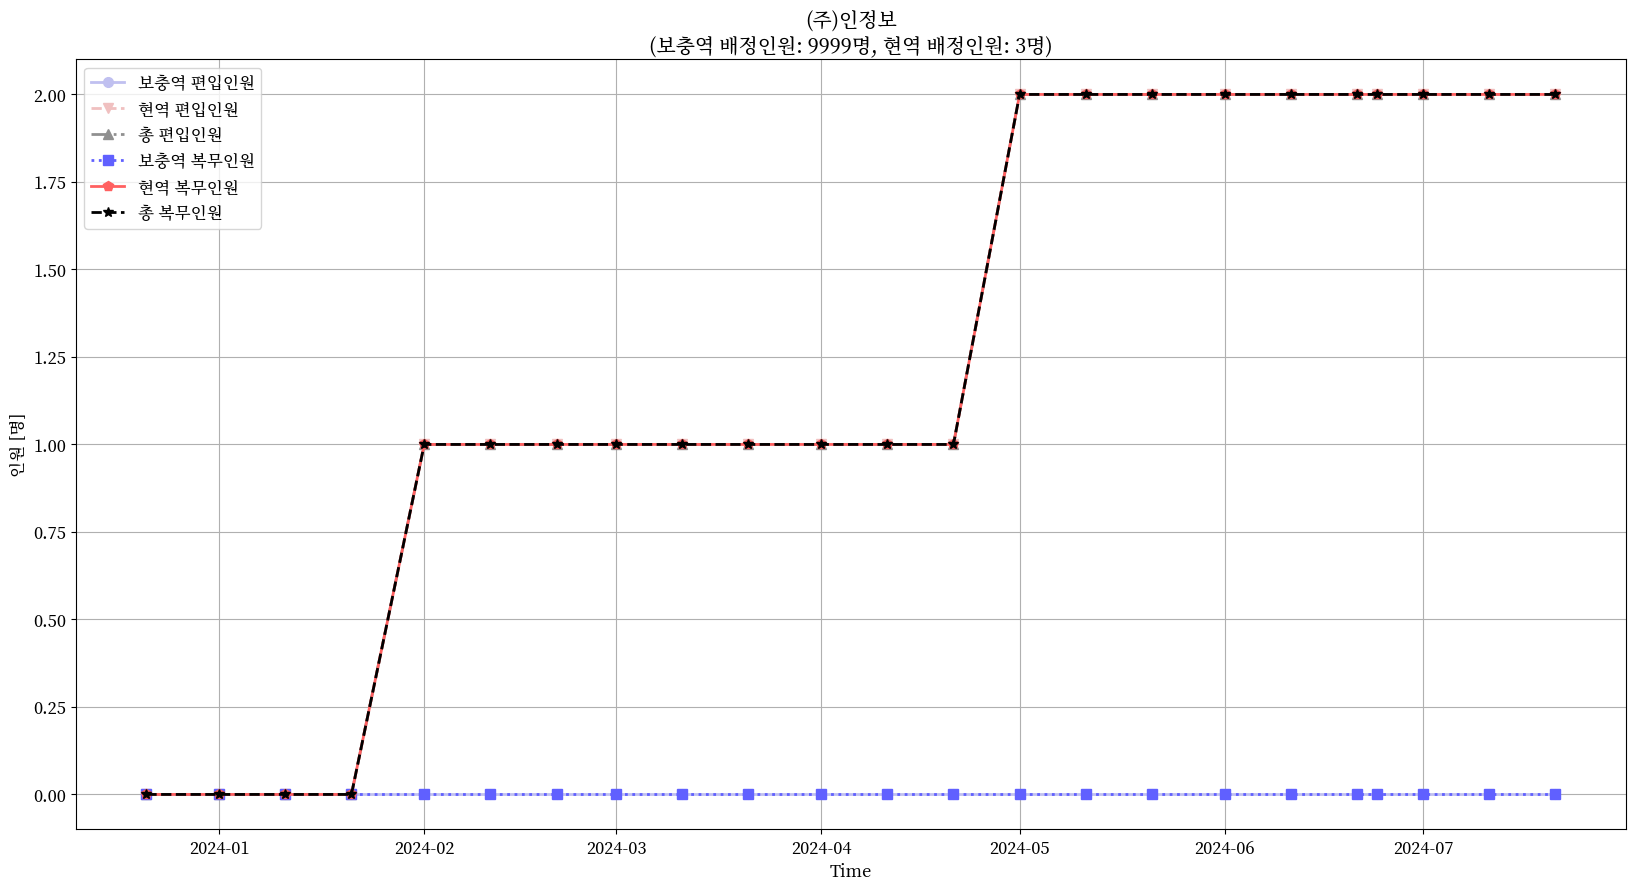 (주)인정보
(보충역 배정인원: 9999명, 현역 배정인원: 3명)
보충역 편입인원
현역 편입인원
총 편입인원
보충역 복무인원
현역 복무인원
총 복무인원
2.00
1.75
1.50
1.25
1.00
0.75
0.50
0.25
0.00
인원 [명]
2024-01 2024-02 2024-03 2024-04 2024-05 2024-06 2024-07
Time